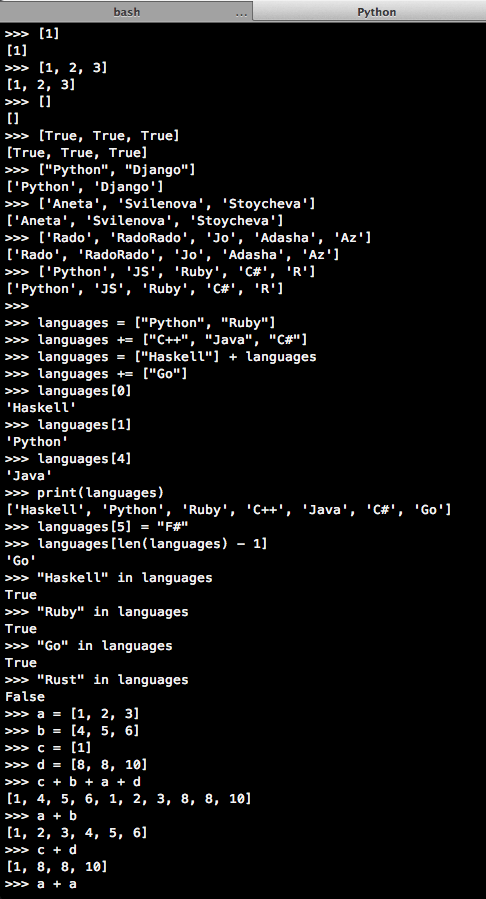 bash ... Python
>>> [1]
[1]
>>> [1, 2, 3]
[1, 2, 3]
>>> []
[]
>>> [True, True, True]
[True, True, True]
>>> ["Python", "Django"]
['Python', 'Django']
>>> ['Aneta', 'Svilenova', 'Stoycheva']
['Aneta', 'Svilenova', 'Stoycheva']
>>> ['Rado', 'RadoRado', 'Jo', 'Adasha', 'Az']
['Rado', 'RadoRado', 'Jo', 'Adasha', 'Az']
>>> ['Python', 'JS', 'Ruby', 'C#', 'R']
['Python', 'JS', 'Ruby', 'C#', 'R']
>>>
>>> languages = ["Python", "Ruby"]
>>> languages += ["C++", "Java", "C#"]
>>> languages = ["Haskell"] + languages
>>> languages += ["Go"]
>>> languages[0]
'Haskell'
>>> languages[1]
'Python'
>>> languages[4]
'Java'
>>> print(languages)
['Haskell', 'Python', 'Ruby', 'C++', 'Java', 'C#', 'Go']
>>> languages[5] = "F#"
>>> languages[len(languages) - 1]
'Go'
>>> "Haskell" in languages
True
>>> "Ruby" in languages
True
>>> "Go" in languages
True
>>> "Rust" in languages
False
>>> a = [1, 2, 3]
>>> b = [4, 5, 6]
>>> c = [1]
>>> d = [8, 8, 10]
>>> c + b + a + d
[1, 4, 5, 6, 1, 2, 3, 8, 8, 10]
>>> a + b
[1, 2, 3, 4, 5, 6]
>>> c + d
[1, 8, 8, 10]
>>> a + a